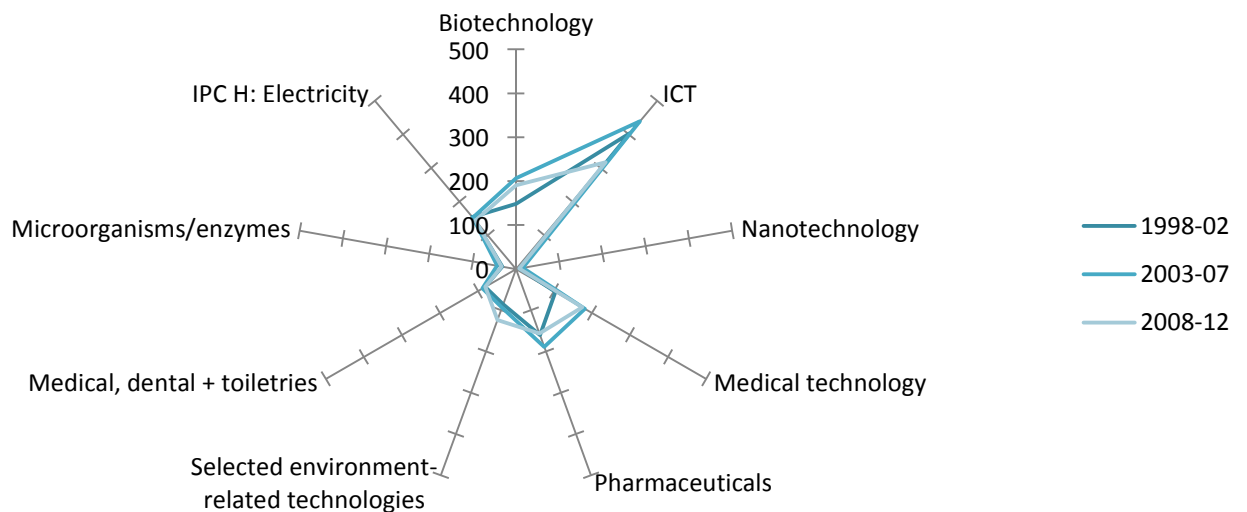 Biotechnology
500
400
300
200
100
0
ICT
Nanotechnology
Medical technology
Pharmaceuticals
Selected environment-
related technologies
Medical, dental + toiletries
Microorganisms/enzymes
IPC H: Electricity
1998-02
2003-07
2008-12